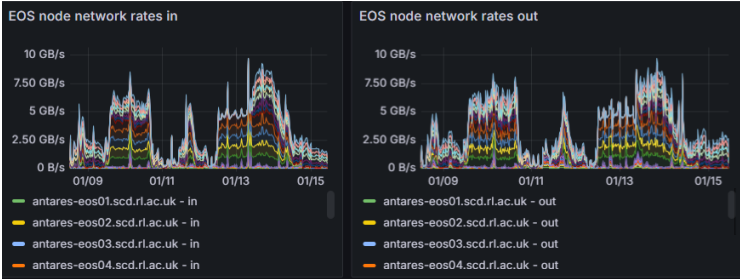 EOS node network rates in
10 GB/s
7.50 GB/s
5 GB/s
2.50 GB/s
0 B/s
01/09
01/11
01/13
01/15
antares-eos01.scd.rl.ac.uk - in
antares-eos02.scd.rl.ac.uk - in
antares-eos03.scd.rl.ac.uk - in
antares-eos04.scd.rl.ac.uk - in
EOS node network rates out
10 GB/s
7.50 GB/s
5 GB/s
2.50 GB/s
0 B/s
01/09
01/11
01/13
01/15
antares-eos01.scd.rl.ac.uk - out
antares-eos02.scd.rl.ac.uk - out
antares-eos03.scd.rl.ac.uk - out
antares-eos04.scd.rl.ac.uk - out